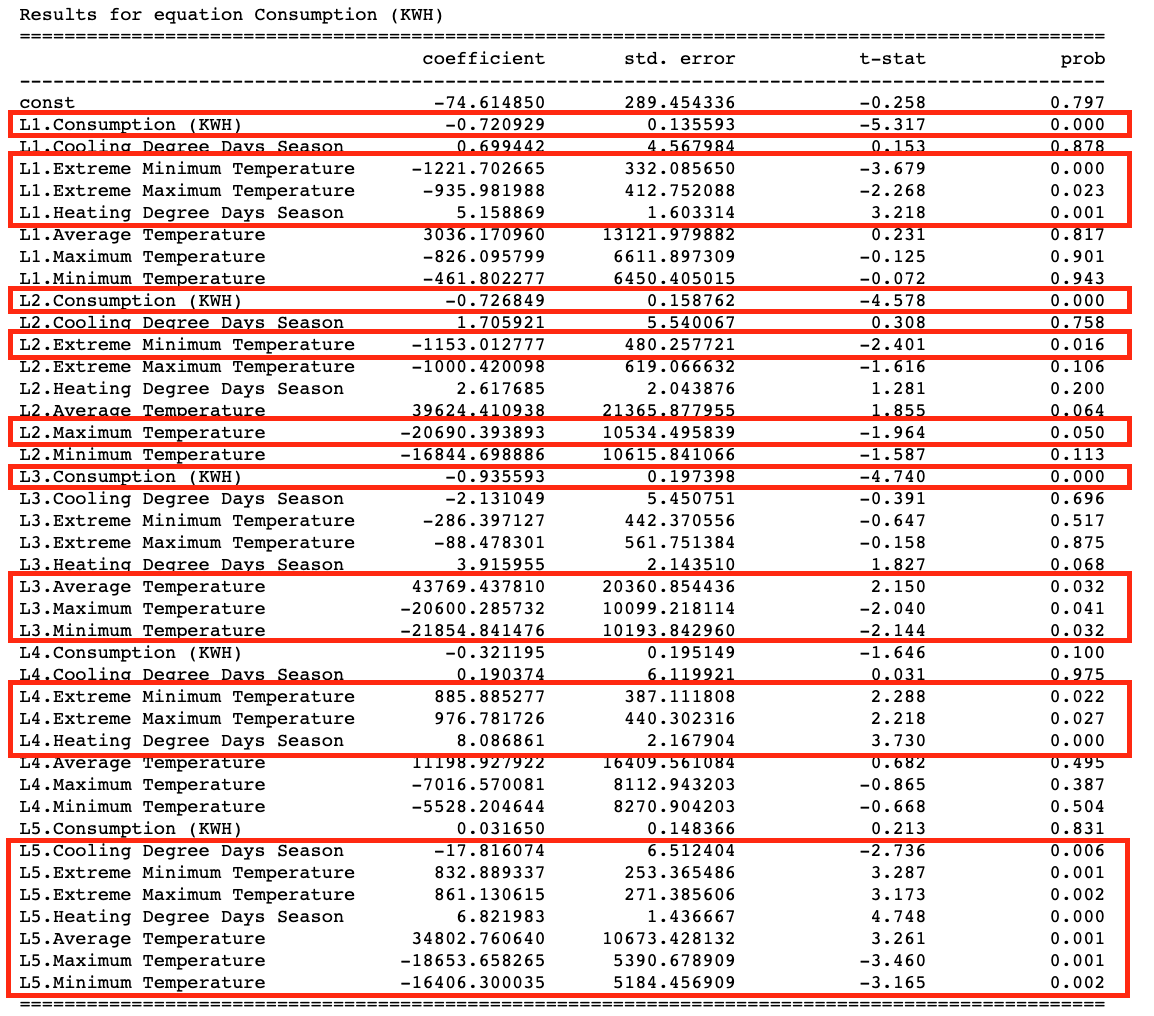 Results for equation Consumption (KWH)
==================================================================================================
coefficient std. error t-stat prob
--------------------------------------------------------------------------------------------------
const -74.614850 289.454336 -0.258 0.797
L1.Consumption (KWH) -0.720929 0.135593 -5.317 0.000
L1.Cooling Degree Days Season 0.699442 4.567984 0.153 0.878
L1.Extreme Minimum Temperature -1221.702665 332.085650 -3.679 0.000
L1.Extreme Maximum Temperature -935.981988 412.752088 -2.268 0.023
L1.Heating Degree Days Season 5.158869 1.603314 3.218 0.001
L1.Average Temperature 3036.170960 13121.979882 0.231 0.817
L1.Maximum Temperature -826.095799 6611.897309 -0.125 0.901
L1.Minimum Temperature -461.802277 6450.405015 -0.072 0.943
L2.Consumption (KWH) -0.726849 0.158762 -4.578 0.000
L2.Cooling Degree Days Season 1.705921 5.540067 0.308 0.758
L2.Extreme Minimum Temperature -1153.012777 480.257721 -2.401 0.016
L2.Extreme Maximum Temperature -1000.420098 619.066632 -1.616 0.106
L2.Heating Degree Days Season 2.617685 2.043876 1.281 0.200
L2.Average Temperature 39624.410938 21365.877955 1.855 0.064
L2.Maximum Temperature -20690.393893 10534.495839 -1.964 0.050
L2.Minimum Temperature -16844.698886 10615.841066 -1.587 0.113
L3.Consumption (KWH) -0.935593 0.197398 -4.740 0.000
L3.Cooling Degree Days Season -2.131049 5.450751 -0.391 0.696
L3.Extreme Minimum Temperature -286.397127 442.370556 -0.647 0.517
L3.Extreme Maximum Temperature -88.478301 561.751384 -0.158 0.875
L3.Heating Degree Days Season 3.915955 2.143510 1.827 0.068
L3.Average Temperature 43769.437810 20360.854436 2.150 0.032
L3.Maximum Temperature -20600.285732 10099.218114 -2.040 0.041
L3.Minimum Temperature -21854.841476 10193.842960 -2.144 0.032
L4.Consumption (KWH) -0.321195 0.195149 -1.646 0.100
L4.Cooling Degree Days Season 0.190374 6.119921 0.031 0.975
L4.Extreme Minimum Temperature 885.885277 387.111808 2.288 0.022
L4.Extreme Maximum Temperature 976.781726 440.302316 2.218 0.027
L4.Heating Degree Days Season 8.086861 2.167904 3.730 0.000
L4.Average Temperature 11198.927922 16409.561084 0.682 0.495
L4.Maximum Temperature -7016.570081 8112.943203 -0.865 0.387
L4.Minimum Temperature -5528.204644 8270.904203 -0.668 0.504
L5.Consumption (KWH) 0.031650 0.148366 0.213 0.831
L5.Cooling Degree Days Season -17.816074 6.512404 -2.736 0.006
L5.Extreme Minimum Temperature 832.889337 253.365486 3.287 0.001
L5.Extreme Maximum Temperature 861.130615 271.385606 3.173 0.002
L5.Heating Degree Days Season 6.821983 1.436667 4.748 0.000
L5.Average Temperature 34802.760640 10673.428132 3.261 0.001
L5.Maximum Temperature -18653.658265 5390.678909 -3.460 0.001
L5.Minimum Temperature -16406.300035 5184.456909 -3.165 0.002
==================================================================================================